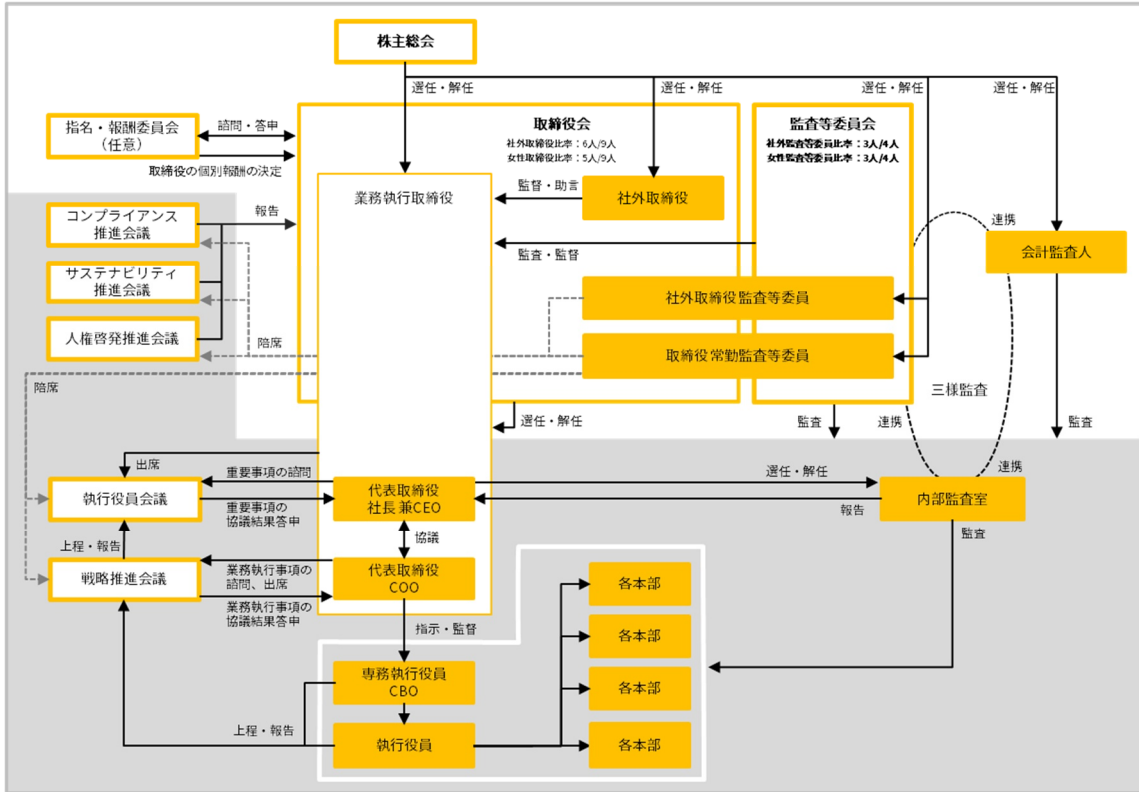 株主総会
選任・解任
選任・解任
選任・解任
選任・解任
指名・報酬委員会
（任意）
諮問・答申
取締役の個別報酬の決定
取締役会
社外取締役比率：6人/9人
女性取締役比率：5人/9人
監査等委員会
社外監査等委員比率：3人/4人
女性監査等委員比率：3人/4人
業務執行取締役
監督・助言
社外取締役
コンプライアンス
推進会議
報告
連携
監査・監督
会計監査人
サステナビリティ
推進会議
社外取締役 監査等委員
人権啓発推進会議
陪席
取締役 常勤監査等委員
陪席
三様監査
選任・解任
監査
連携
監査
出席
重要事項の諮問
選任・解任
連携
執行役員会議
代表取締役
社長 兼CEO
内部監査室
重要事項の
協議結果答申
報告
監査
上程・報告
協議
戦略推進会議
業務執行事項の
諮問、出席
代表取締役
COO
各本部
業務執行事項の
協議結果答申
指示・監督
各本部
専務執行役員
CBO
各本部
上程・報告
執行役員
各本部